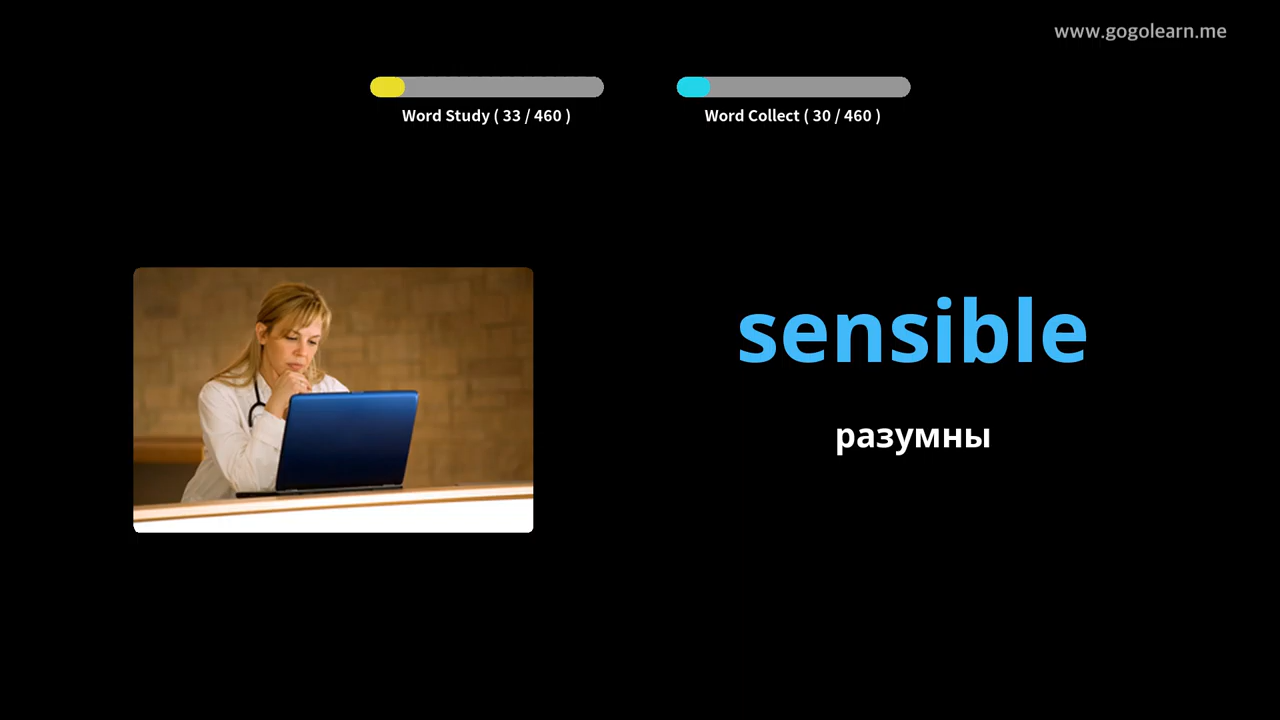 www.gogolearn.me
Word Study ( 33 / 460 )
Word Collect ( 30 / 460 )
sensible
разумны